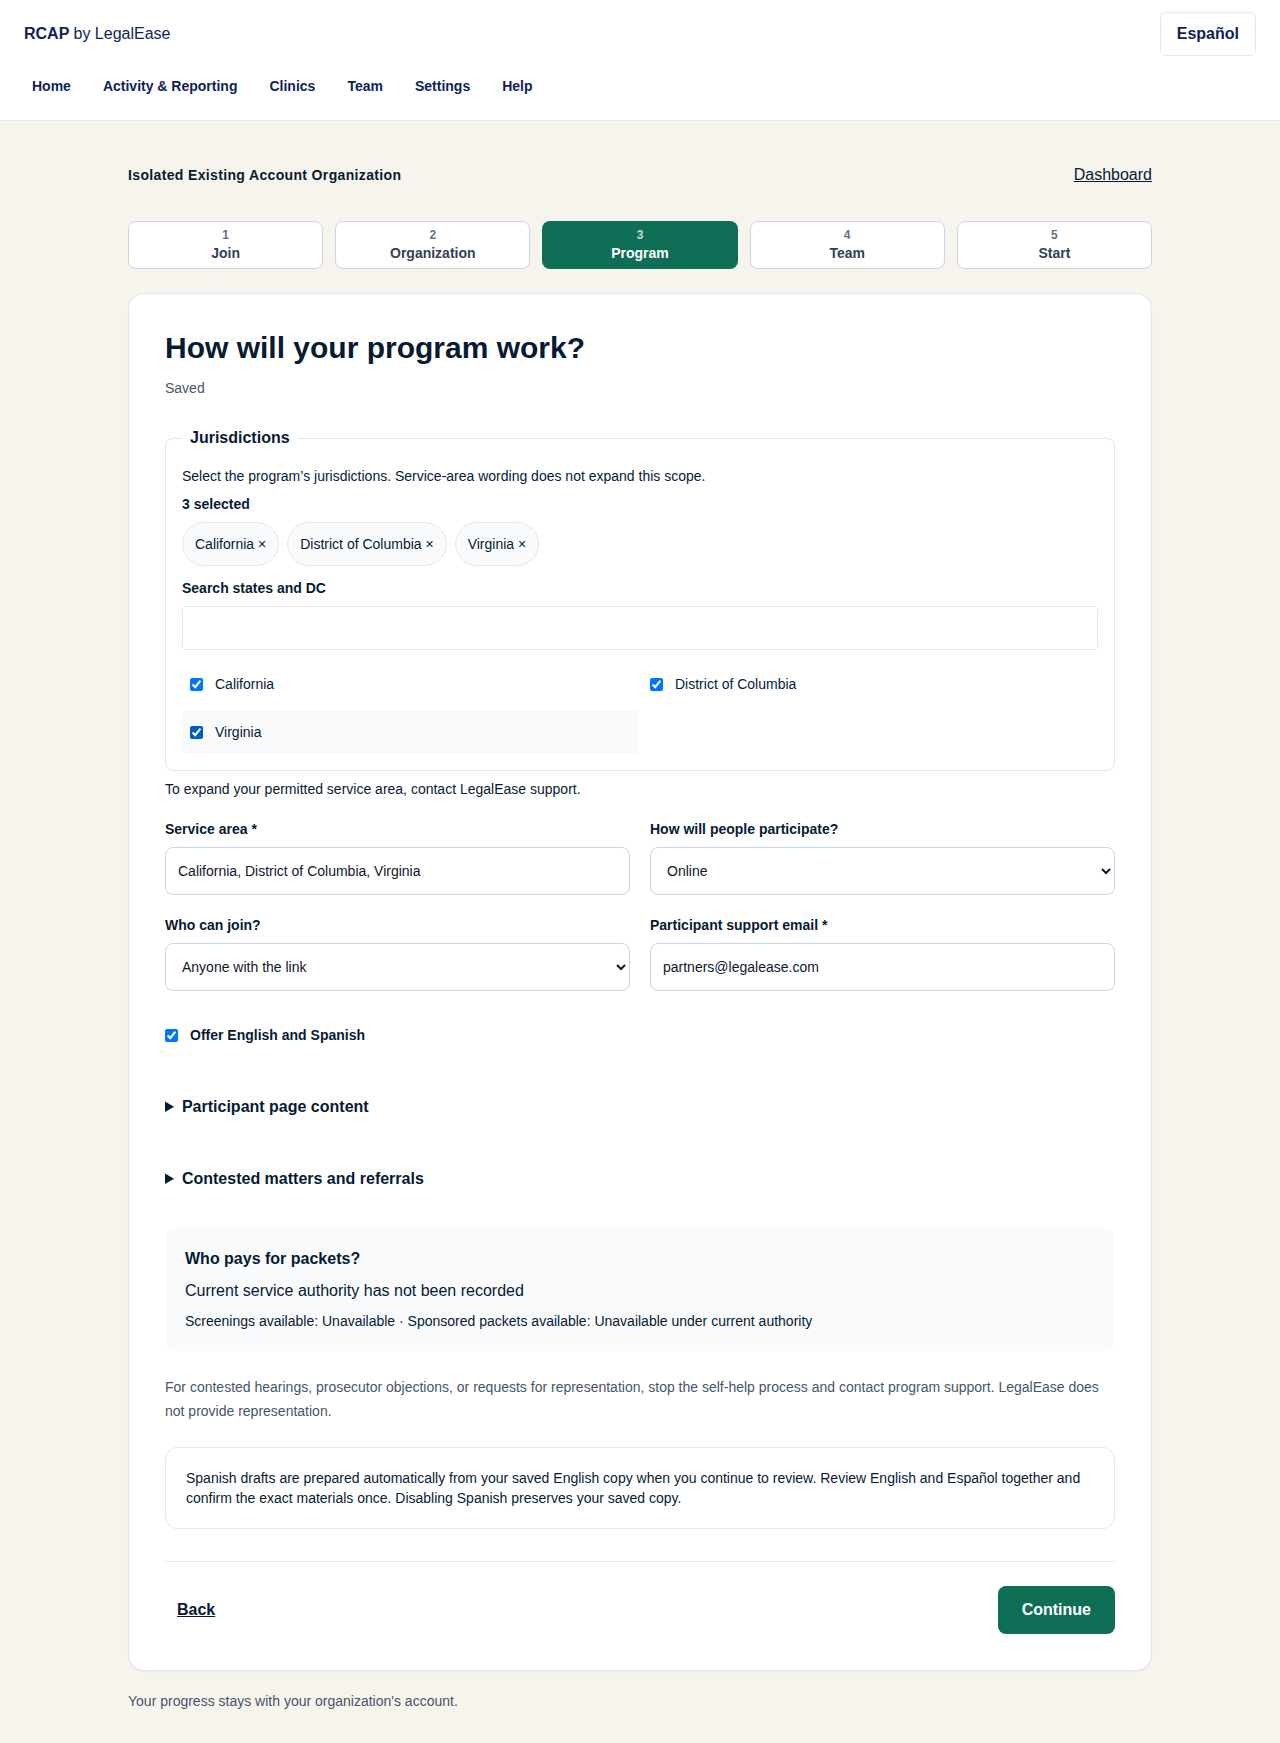 RCAP by LegalEase
Español
Home Activity & Reporting Clinics Team Settings Help
Isolated Existing Account Organization
Dashboard
1
Join
2
Organization
3
Program
4
Team
5
Start
How will your program work?
Saved
Jurisdictions
Select the program’s jurisdictions. Service-area wording does not expand this scope.
3 selected
California × District of Columbia × Virginia ×
Search states and DC
California
District of Columbia
Virginia
To expand your permitted service area, contact LegalEase support.
Service area *
California, District of Columbia, Virginia
How will people participate?
Online
Who can join?
Anyone with the link
Participant support email *
partners@legalease.com
Offer English and Spanish
Participant page content
Contested matters and referrals
Who pays for packets?
Current service authority has not been recorded
Screenings available: Unavailable · Sponsored packets available: Unavailable under current authority
For contested hearings, prosecutor objections, or requests for representation, stop the self-help process and contact program support. LegalEase does
not provide representation.
Spanish drafts are prepared automatically from your saved English copy when you continue to review. Review English and Español together and
confirm the exact materials once. Disabling Spanish preserves your saved copy.
Back
Continue
Your progress stays with your organization's account.